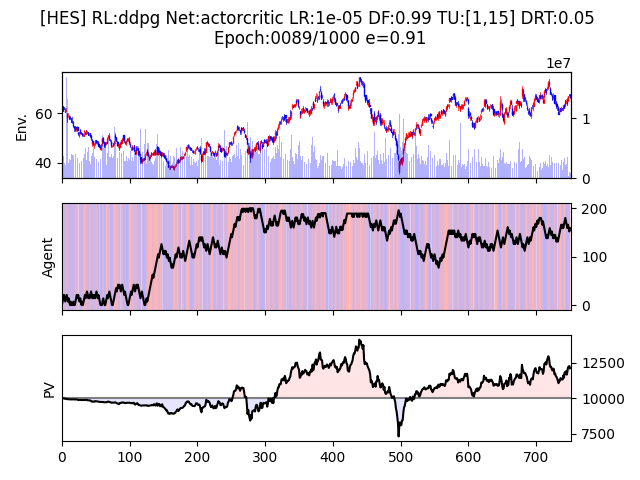 [HES] RL:ddpg Net:actorcritic LR:1e-05 DF:0.99 TU:[1,15] DRT:0.05
Epoch:0089/1000 e=0.91
1e7
Env.
60
40
1
0
Agent
200
100
0
PV
12500
10000
7500
0 100 200 300 400 500 600 700